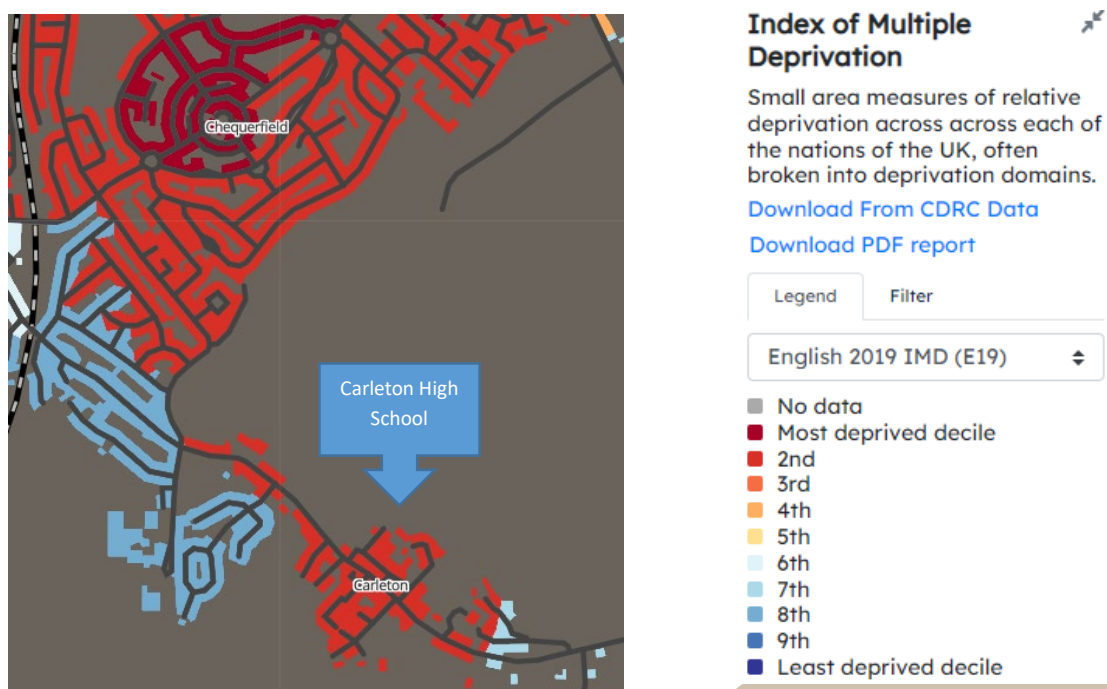 Chequerfield
Carleton High
School
Carleton
Index of Multiple
Deprivation
Small area measures of relative
deprivation across across each of
the nations of the UK, often
broken into deprivation domains.
Download From CDRC Data
Download PDF report
Legend Filter
English 2019 IMD (E19)
No data
Most deprived decile
2nd
3rd
4th
5th
6th
7th
8th
9th
Least deprived decile